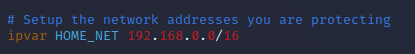 # Setup the network addresses you are protecting
ipvar HOME_NET 192.168.0.0/16